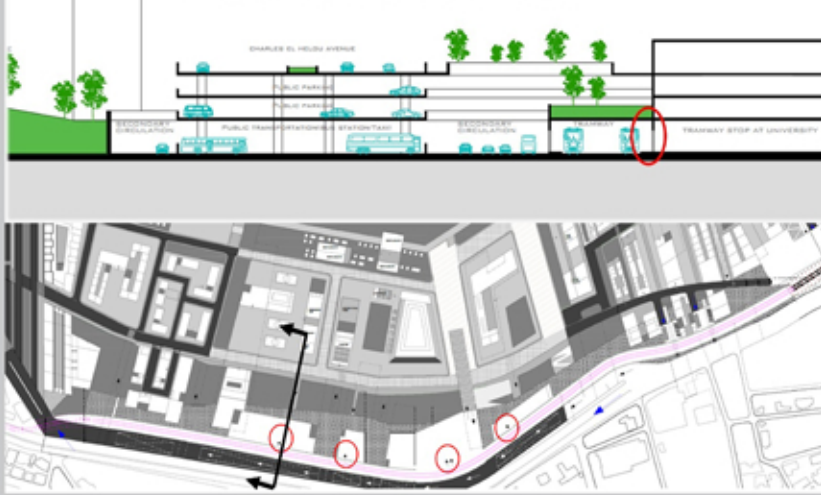 CHARLES EL HELOU AVENUE
PUBLIC PARKING
PUBLIC PARKING
SECONDARY
CIRCULATION
PUBLIC TRANSPORTATION/BUS STATION/TAXI
SECONDARY
CIRCULATION
TRAMWAY
TRAMWAY STOP AT UNIVERSITY